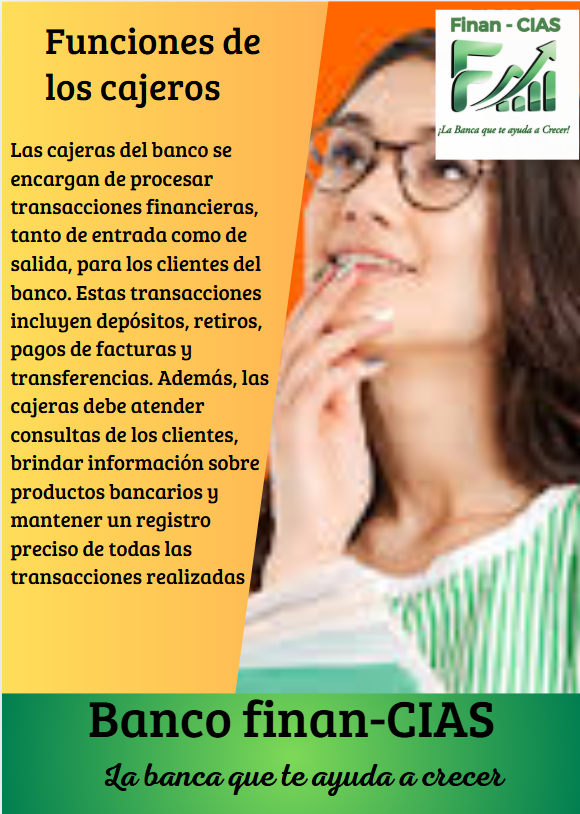 Funciones de
los cajeros
Finan - CIAS
F
¡La Banca que te ayuda a Crecer!
Las cajeras del banco se
encargan de procesar
transacciones financieras,
tanto de entrada como de
salida, para los clientes del
banco. Estas transacciones
incluyen depósitos, retiros,
pagos de facturas y
transferencias. Además, las
cajeras debe atender
consultas de los clientes,
brindar información sobre
productos bancarios y
mantener un registro
preciso de todas las
transacciones realizadas
Banco finan-CIAS
La banca que te ayuda a crecer